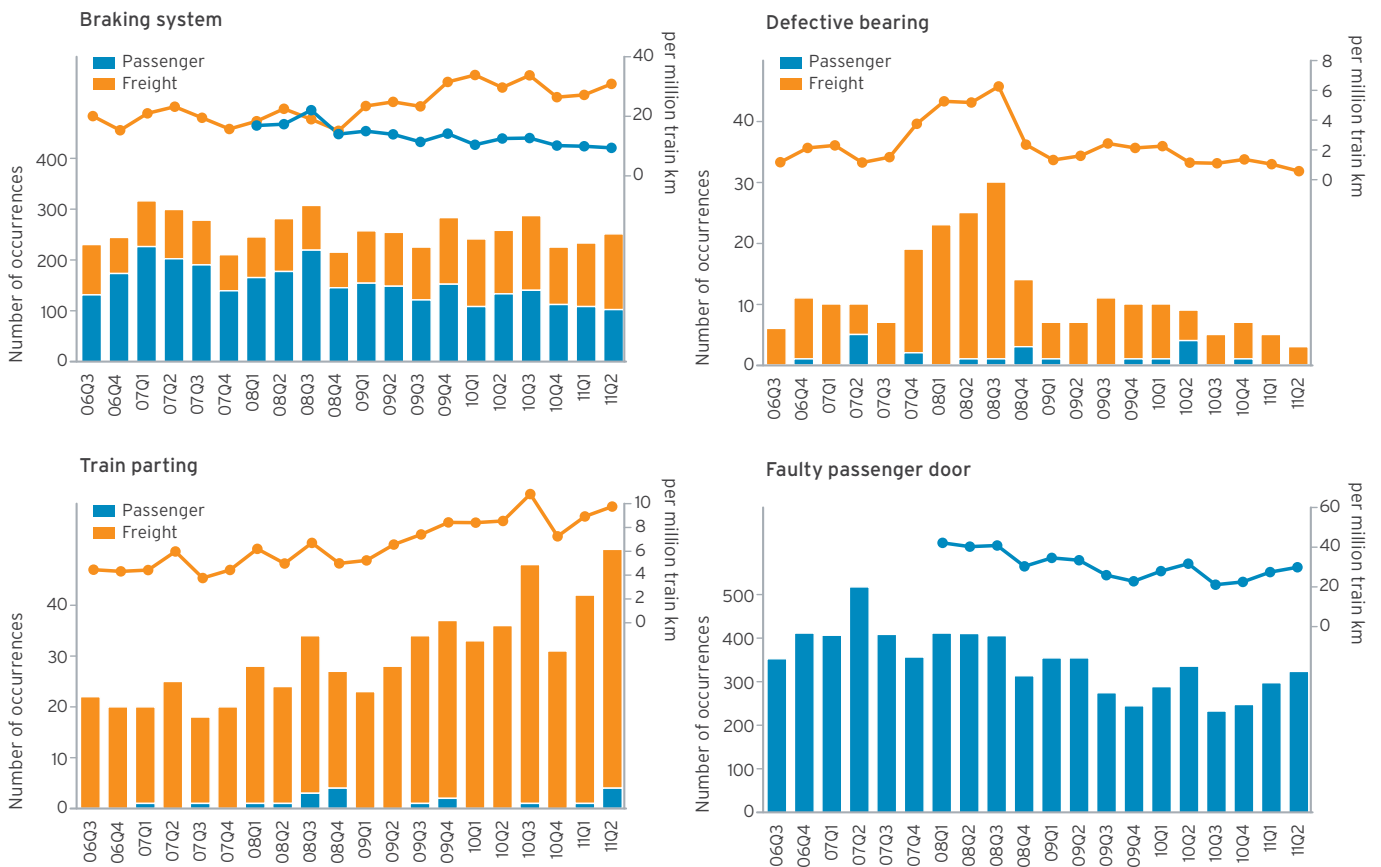 Braking system
Passenger
Freight
Number of occurrences
400
300
200
100
0
40
20
0
per million train km
06Q3 06Q4 07Q1 07Q2 07Q3 07Q4 08Q1 08Q2 08Q3 08Q4 09Q1 09Q2 09Q3 09Q4 10Q1 10Q2 10Q3 10Q4 11Q1 11Q2
Defective bearing
Passenger
Freight
Number of occurrences
40
30
20
10
0
8
6
4
2
0
per million train km
06Q3 06Q4 07Q1 07Q2 07Q3 07Q4 08Q1 08Q2 08Q3 08Q4 09Q1 09Q2 09Q3 09Q4 10Q1 10Q2 10Q3 10Q4 11Q1 11Q2
Train parting
Passenger
Freight
Number of occurrences
40
30
20
10
0
10
8
6
4
2
0
per million train km
06Q3 06Q4 07Q1 07Q2 07Q3 07Q4 08Q1 08Q2 08Q3 08Q4 09Q1 09Q2 09Q3 09Q4 10Q1 10Q2 10Q3 10Q4 11Q1 11Q2
Faulty passenger door
Number of occurrences
500
400
300
200
100
0
60
40
20
0
per million train km
06Q3 06Q4 07Q1 07Q2 07Q3 07Q4 08Q1 08Q2 08Q3 08Q4 09Q1 09Q2 09Q3 09Q4 10Q1 10Q2 10Q3 10Q4 11Q1 11Q2